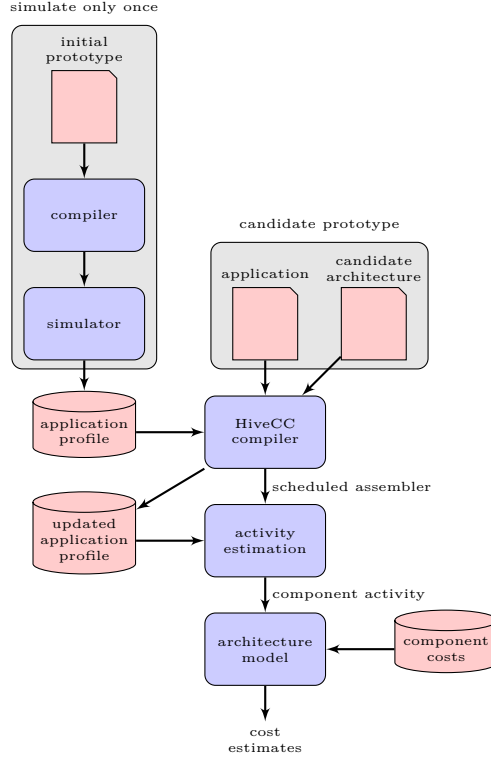 simulate only once
initial
prototype
compiler
simulator
candidate prototype
application
candidate
architecture
application
profile
HiveCC
compiler
scheduled assembler
updated
application
profile
activity
estimation
component activity
architecture
model
component
costs
cost
estimates